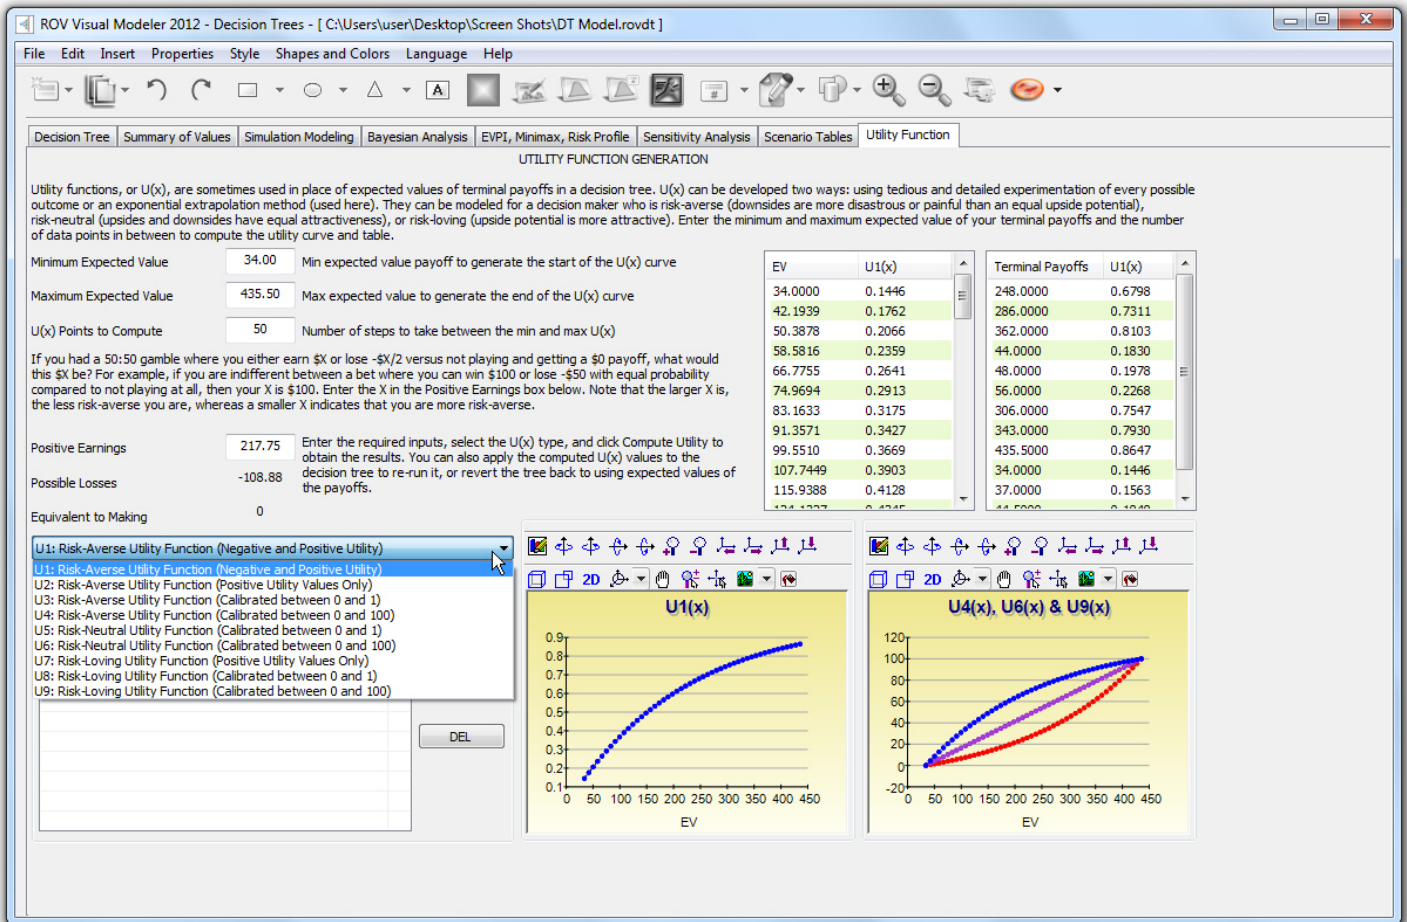 ROV Visual Modeler 2012 - Decision Trees - [ C:\Users\user\Desktop\Screen Shots\DT Model.rovdt ]
File Edit Insert Properties Style Shapes and Colors Language Help
A
#
Decision Tree Summary of Values Simulation Modeling Bayesian Analysis EVPI, Minimax, Risk Profile Sensitivity Analysis Scenario Tables Utility Function
UTILITY FUNCTION GENERATION
Utility functions, or U(x), are sometimes used in place of expected values of terminal payoffs in a decision tree. U(x) can be developed two ways: using tedious and detailed experimentation of every possible
outcome or an exponential extrapolation method (used here). They can be modeled for a decision maker who is risk-averse (downsides are more disastrous or painful than an equal upside potential),
risk-neutral (upsides and downsides have equal attractiveness), or risk-loving (upside potential is more attractive). Enter the minimum and maximum expected value of your terminal payoffs and the number
of data points in between to compute the utility curve and table.
Minimum Expected Value 34.00 Min expected value payoff to generate the start of the U(x) curve
Maximum Expected Value 435.50 Max expected value to generate the end of the U(x) curve
U(x) Points to Compute 50 Number of steps to take between the min and max U(x)
If you had a 50:50 gamble where you either earn $X or lose -$X/2 versus not playing and getting a $0 payoff, what would
this $X be? For example, if you are indifferent between a bet where you can win $100 or lose -$50 with equal probability
compared to not playing at all, then your X is $100. Enter the X in the Positive Earnings box below. Note that the larger X is,
the less risk-averse you are, whereas a smaller X indicates that you are more risk-averse.
Positive Earnings 217.75
Possible Losses -108.88
Equivalent to Making 0
Enter the required inputs, select the U(x) type, and click Compute Utility to
obtain the results. You can also apply the computed U(x) values to the
decision tree to re-run it, or revert the tree back to using expected values of
the payoffs.
EV U1(x)
34.0000 0.1446
42.1939 0.1762
50.3878 0.2066
58.5816 0.2359
66.7755 0.2641
74.9694 0.2913
83.1633 0.3175
91.3571 0.3427
99.5510 0.3669
107.7449 0.3903
115.9388 0.4128
Terminal Payoffs U1(x)
248.0000 0.6798
286.0000 0.7311
362.0000 0.8103
44.0000 0.1830
48.0000 0.1978
56.0000 0.2268
306.0000 0.7547
343.0000 0.7930
435.5000 0.8647
34.0000 0.1446
37.0000 0.1563
U1: Risk-Averse Utility Function (Negative and Positive Utility)
U1: Risk-Averse Utility Function (Negative and Positive Utility)
U2: Risk-Averse Utility Function (Positive Utility Values Only)
U3: Risk-Averse Utility Function (Calibrated between 0 and 1)
U4: Risk-Averse Utility Function (Calibrated between 0 and 100)
U5: Risk-Neutral Utility Function (Calibrated between 0 and 1)
U6: Risk-Neutral Utility Function (Calibrated between 0 and 100)
U7: Risk-Loving Utility Function (Positive Utility Values Only)
U8: Risk-Loving Utility Function (Calibrated between 0 and 1)
U9: Risk-Loving Utility Function (Calibrated between 0 and 100)
DEL
2D
U1(x)
0.9
0.8
0.7
0.6
0.5
0.4
0.3
0.2
0.1
0 50 100 150 200 250 300 350 400 450
EV
2D
U4(x), U6(x) & U9(x)
120
100
80
60
40
20
0
-20
0 50 100 150 200 250 300 350 400 450
EV